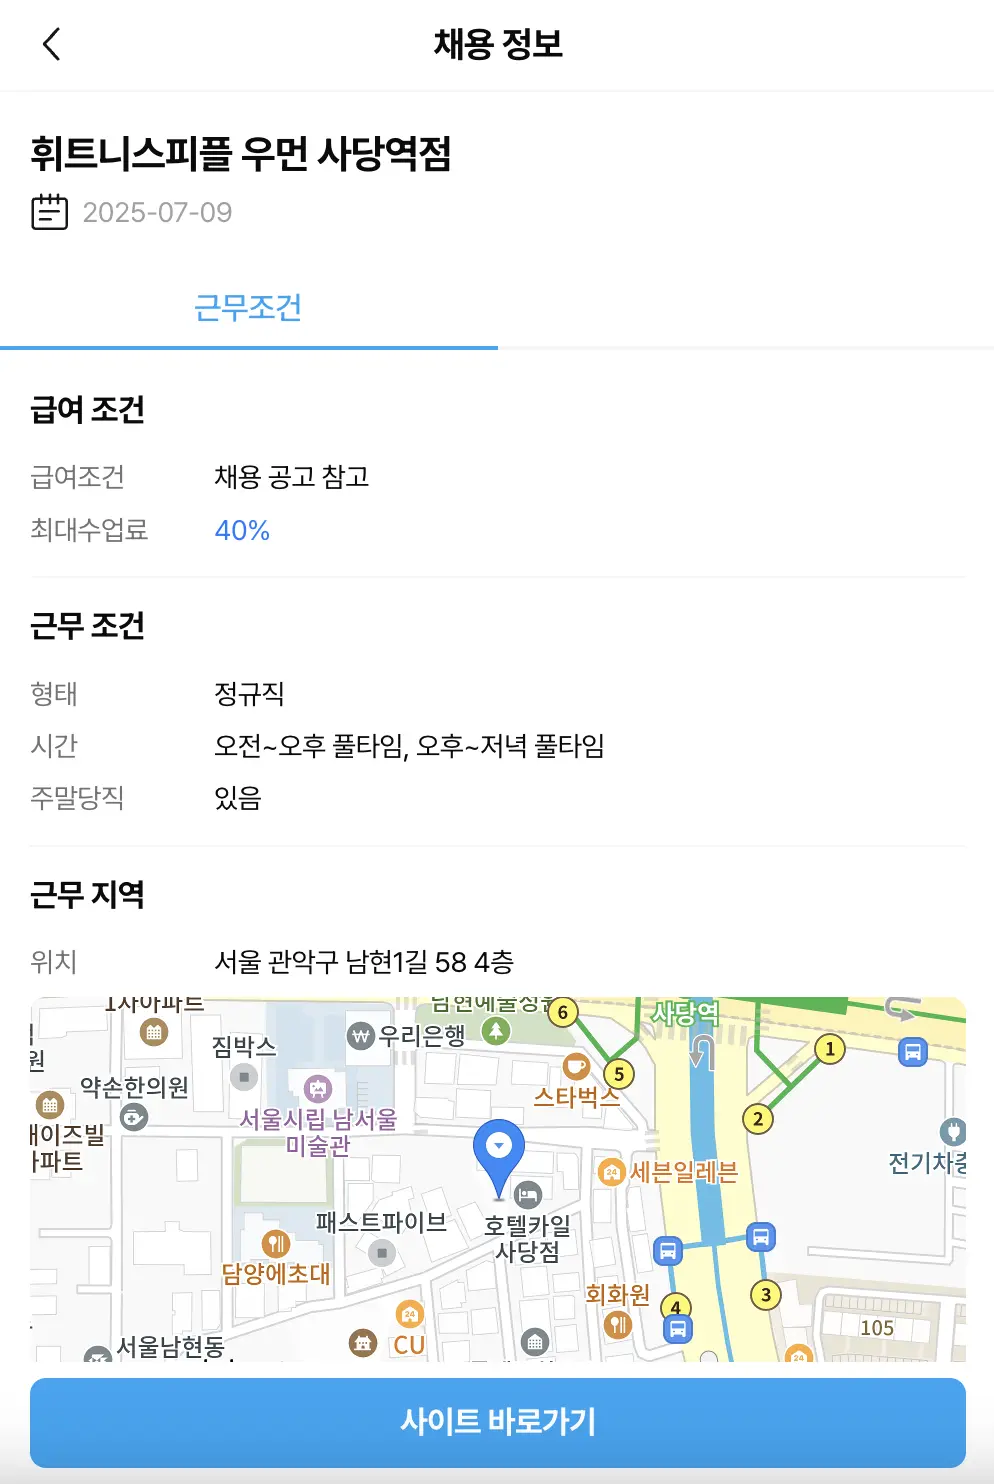 채용 정보
휘트니스피플 우먼 사당역점
2025-07-09
근무조건
급여 조건
급여조건 채용 공고 참고
최대수업료 40%
근무 조건
형태 정규직
시간 오전~오후 풀타임, 오후~저녁 풀타임
주말당직 있음
근무 지역
위치 서울 관악구 남현1길 58 4층
1차아파트
6
사당역
우리은행
짐박스
1
원
5
약손한의원
스타벅스
서울시립 남서울
미술관
2
파트
전기차충
24
세븐일레븐
패스트파이브
호텔카일
사당점
담양에초대
회화원
3
4
24
CU
105
서울남현동
24
사이트 바로가기